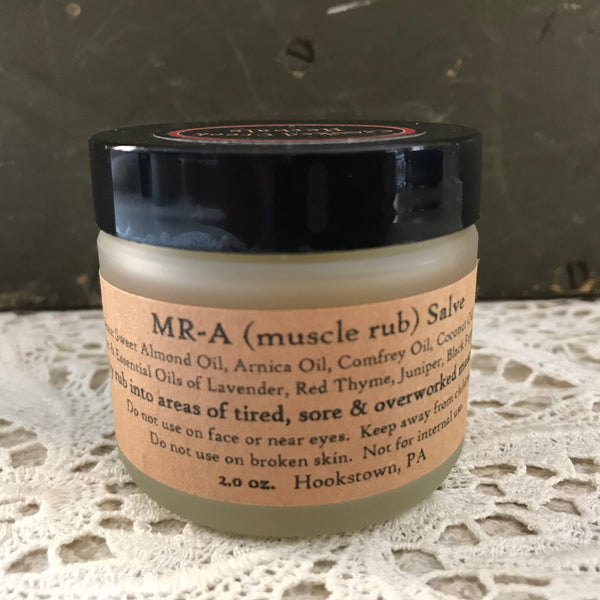 Herbals
MR-A (muscle rub) Salve
Sweet Almond Oil, Arnica Oil, Comfrey Oil, Coconut
& Essential Oils of Lavender, Red Thyme, Juniper, Black
rub into areas of tired, sore & overworked
Do not use on face or near eyes. Keep away from
Do not use on broken skin. Not for internal use
2.0 oz. Hookstown, PA